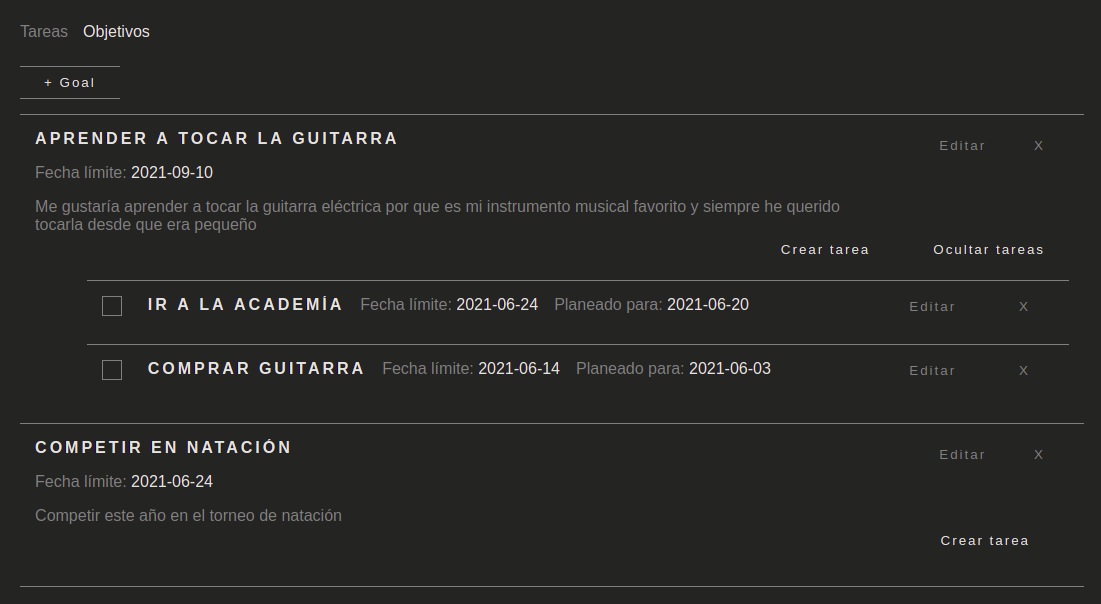 Tareas Objetivos
+ Goal
APRENDER A TOCAR LA GUITARRA Editar X
Fecha límite: 2021-09-10
Me gustaría aprender a tocar la guitarra eléctrica por que es mi instrumento musical favorito y siempre he querido
tocarla desde que era pequeño
Crear tarea Ocultar tareas
IR A LA ACADEMÍA Fecha límite: 2021-06-24 Planeado para: 2021-06-20 Editar X
COMPRAR GUITARRA Fecha límite: 2021-06-14 Planeado para: 2021-06-03 Editar X
COMPETIR EN NATACIÓN Editar X
Fecha límite: 2021-06-24
Competir este año en el torneo de natación
Crear tarea